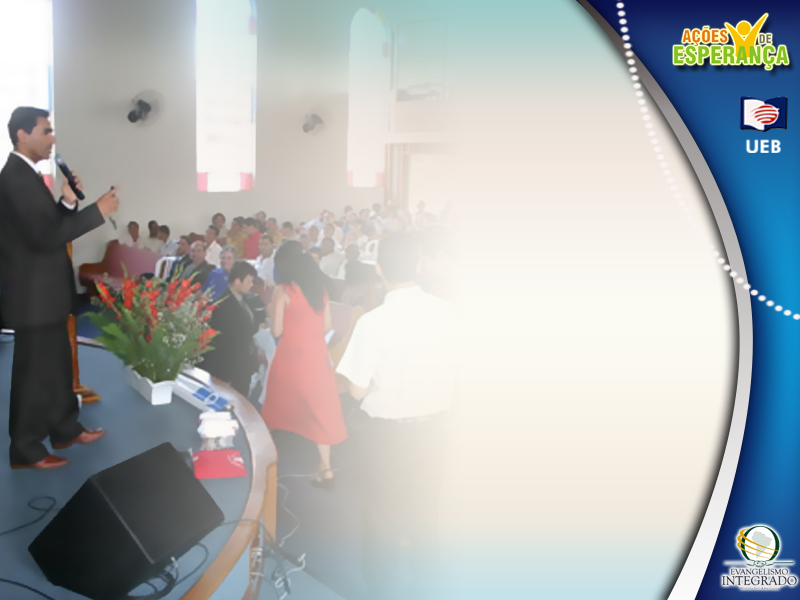 AÇÕES DE
ESPERANÇA
UEB
EVANGELISMO
INTEGRADO